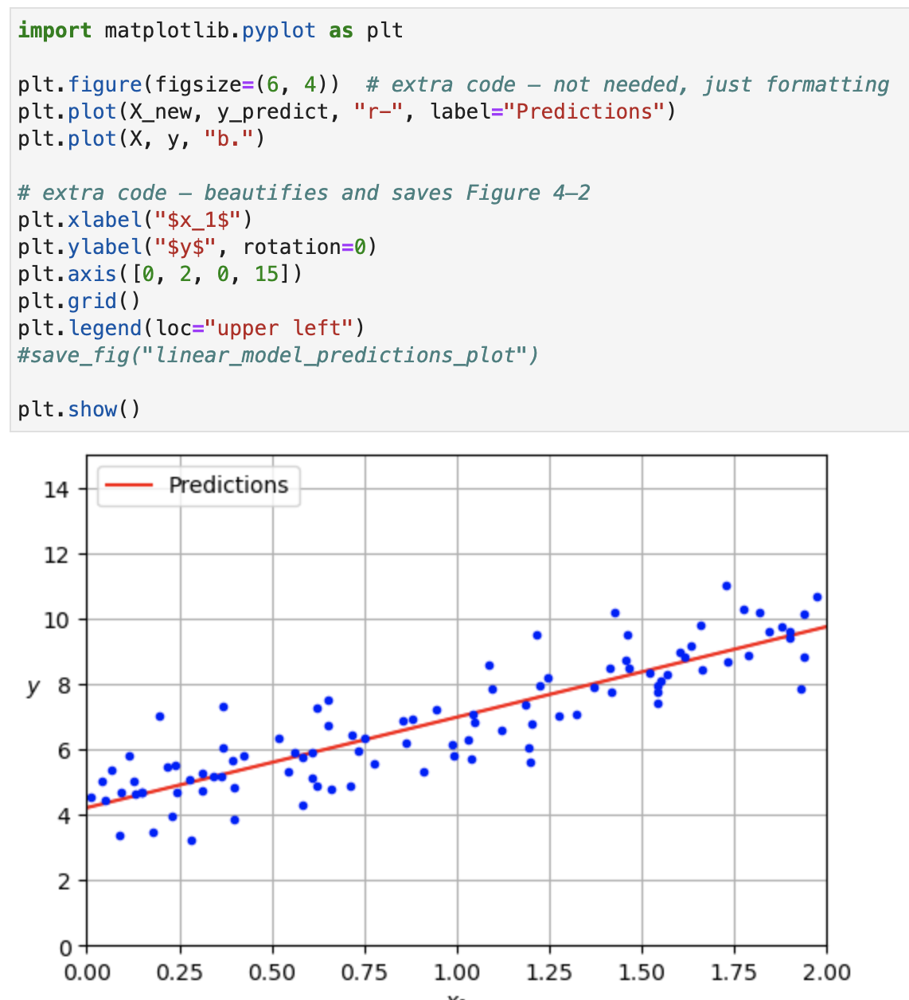 import matplotlib.pyplot as plt
plt.figure(figsize=(6, 4))  # extra code – not needed, just formatting
plt.plot(X_new, y_predict, "r-", label="Predictions")
plt.plot(X, y, "b.")
# extra code – beautifies and saves Figure 4–2
plt.xlabel("$x_1$")
plt.ylabel("$y$", rotation=0)
plt.axis([0, 2, 0, 15])
plt.grid()
plt.legend(loc="upper left")
#save_fig("linear_model_predictions_plot")
plt.show()
Predictions
14
12
10
8
y
6
4
2
0
0.00 0.25 0.50 0.75 1.00 1.25 1.50 1.75 2.00